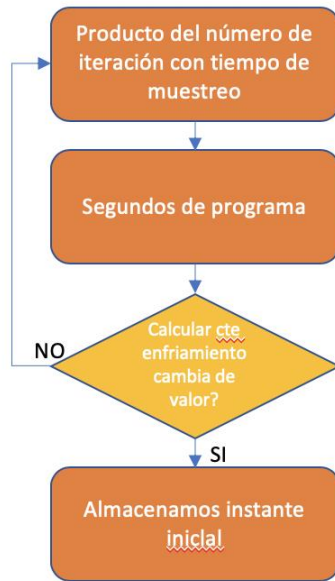 Producto del número de
iteración con tiempo de
muestreo
Segundos de programa
Calcular cte
enfriamiento
cambia de
valor?
NO
SI
Almacenamos instante
inicIal